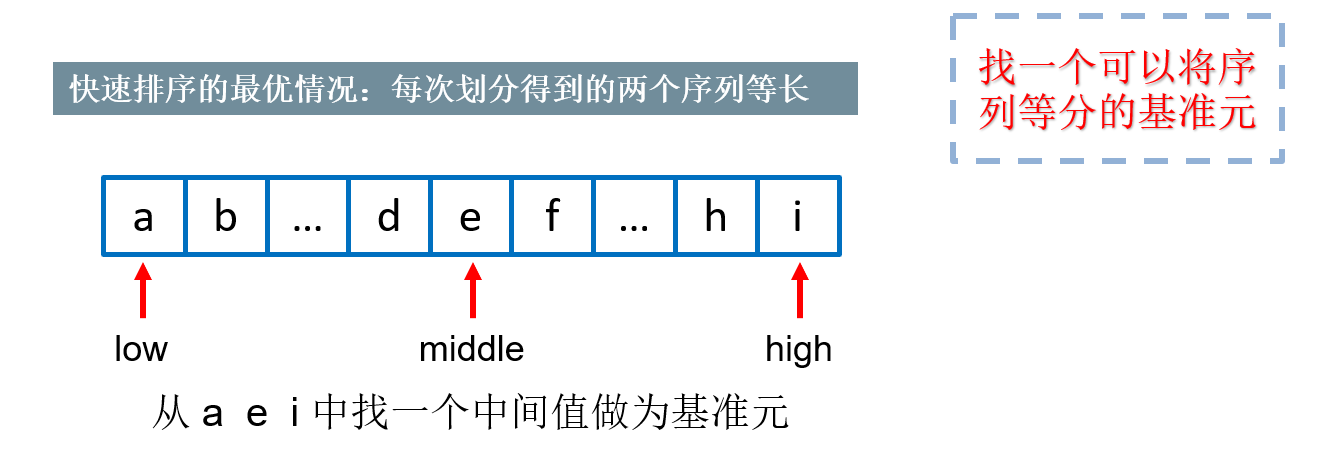 找一个可以将序
列等分的基准元
快速排序的最优情况：每次划分得到的两个序列等长
a b ... d e f ... h i
low middle high
从 a e i 中找一个中间值做为基准元